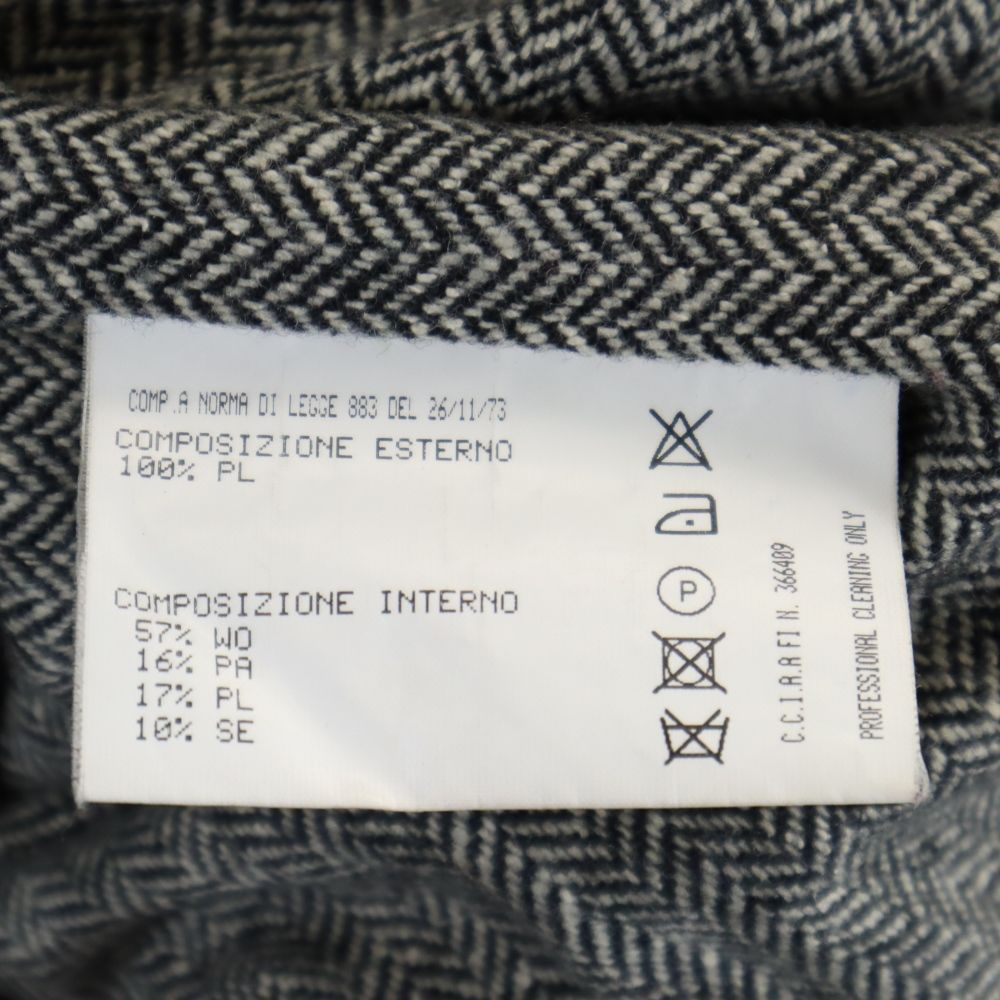 COMP.A NORMA DI LEGGE 883 DEL 26/11/73
COMPOSIZIONE ESTERNO
100% PL
COMPOSIZIONE INTERNO
57% WO
16% PA
17% PL
10% SE
P
C.C.I.A.A FI N. 366409
PROFESSIONAL CLEANING ONLY